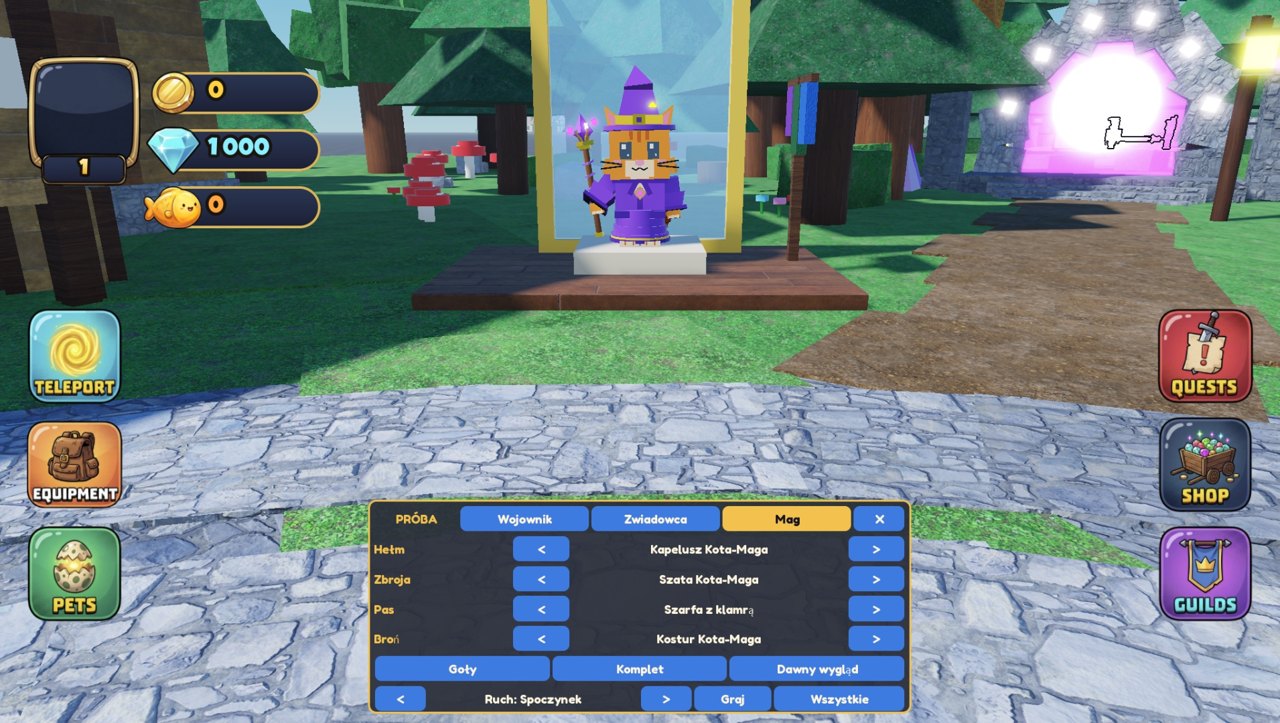 0
1000
1
0
TELEPORT
EQUIPMENT
PETS
QUESTS
SHOP
GUILDS
PRÓBA Wojownik Zwiadowca Mag X
Hełm < Kapelusz Kota-Maga >
Zbroja < Szata Kota-Maga >
Pas < Szarfa z klamrą >
Broń < Kostur Kota-Maga >
Goły Komplet Dawny wygląd
< Ruch: Spoczynek > Graj Wszystkie